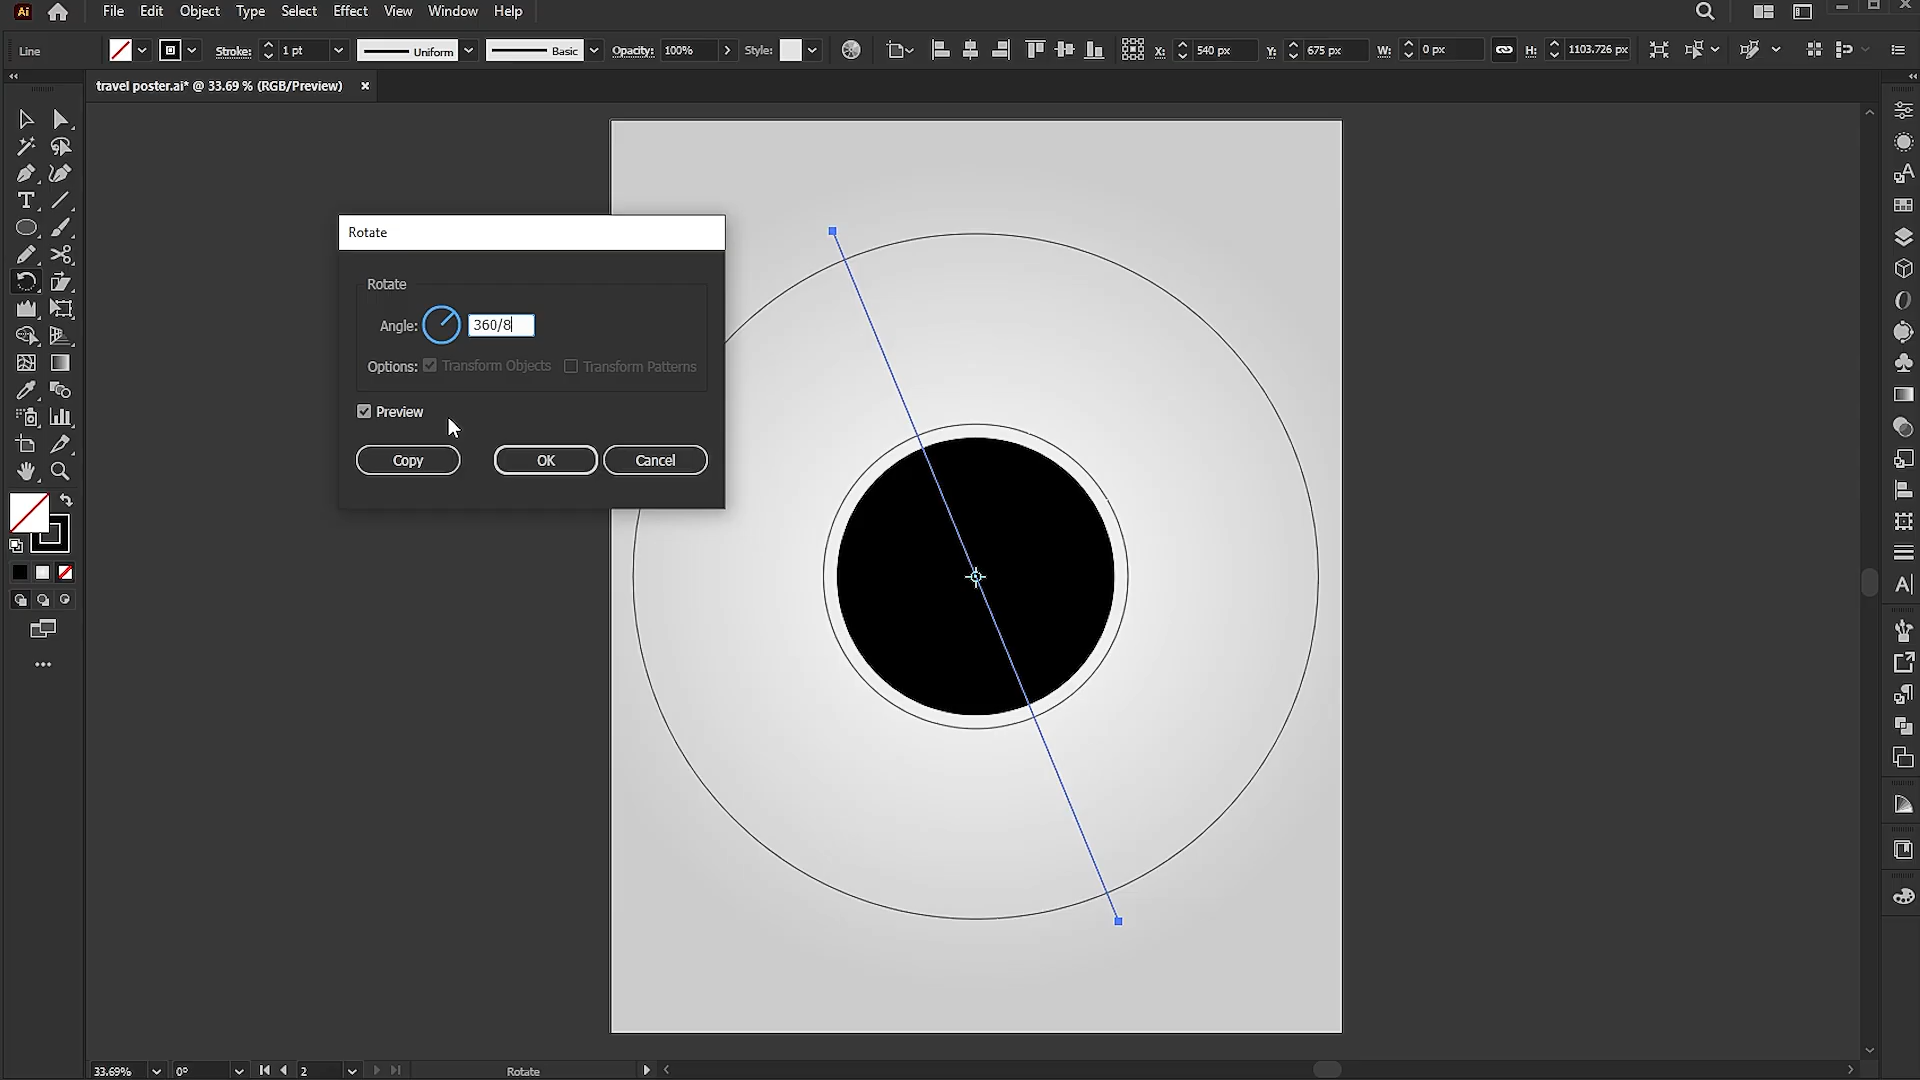 Ai File Edit Object Type Select Effect View Window Help
Line Stroke: 1 pt Uniform Basic Opacity: 100% Style: X: 540 px Y: 675 px W: 0 px H: 1103.726 px
travel poster.ai* @ 33.69 % (RGB/Preview) ×
Rotate
Rotate
Angle: 360/8
Options: Transform Objects Transform Patterns
Preview
Copy OK Cancel
33.69% 0° 2 Rotate